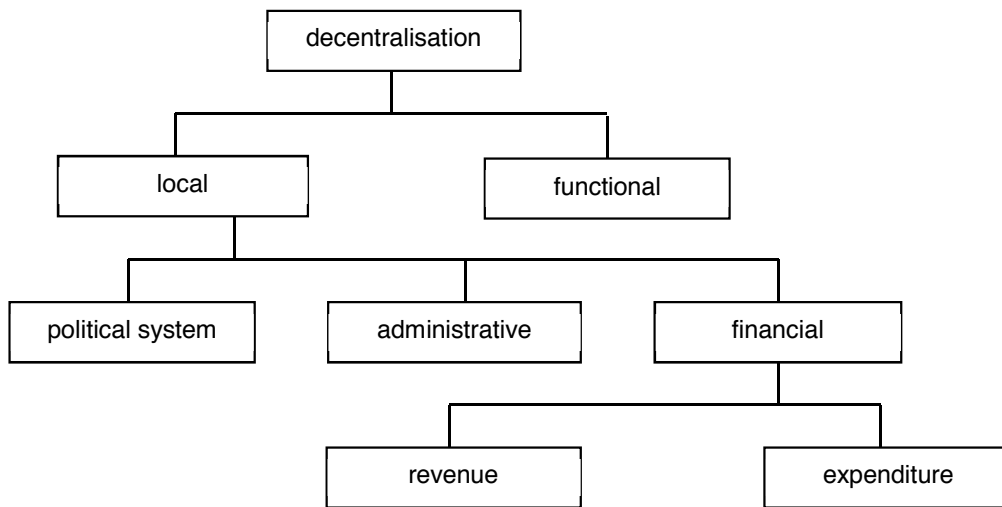 decentralisation
local
functional
political system
administrative
financial
revenue
expenditure